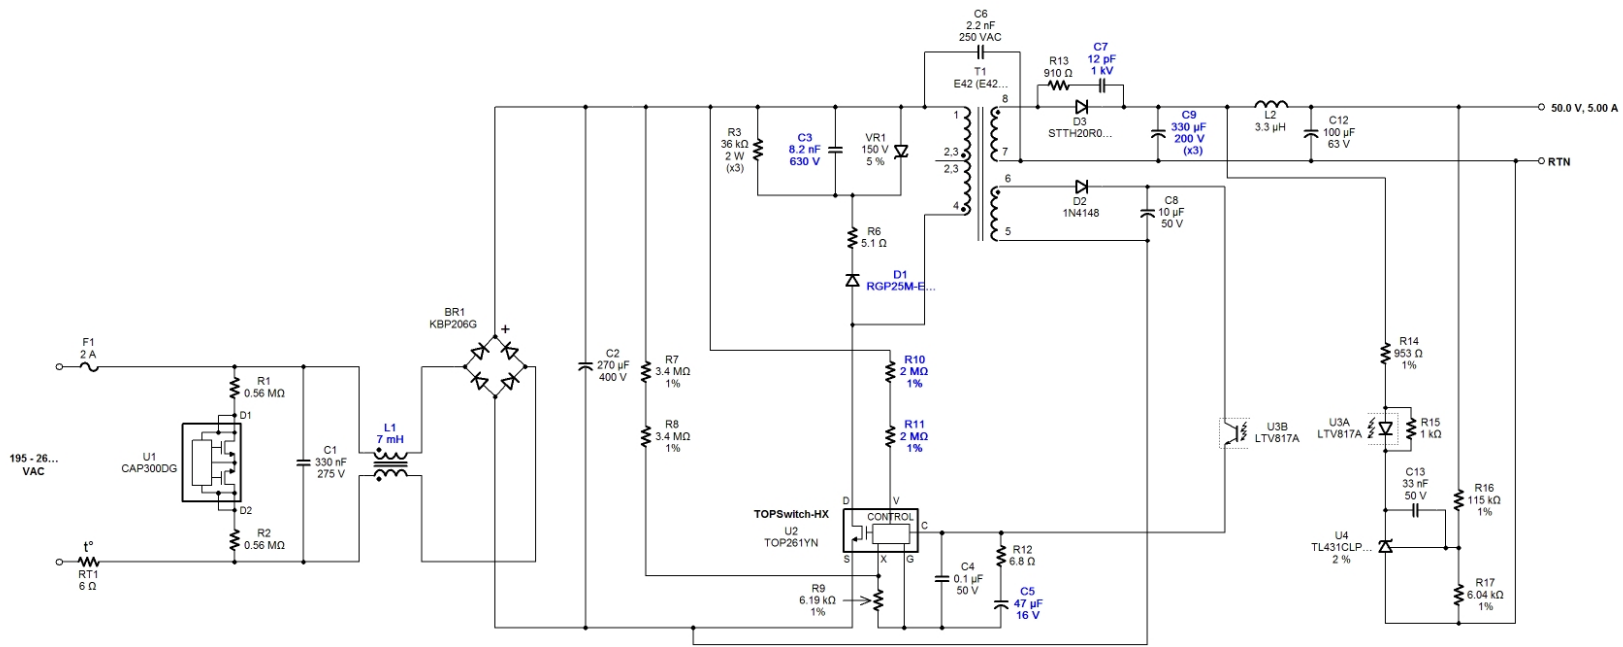 C6
2.2 nF
250 VAC
T1
E42 (E42...
R13
910 Ω
C7
12 pF
1 kV
8
D3
STTH20R0...
C9
330 µF
200 V
(x3)
L2
3.3 µH
C12
100 µF
63 V
50.0 V, 5.00 A
RTN
R3
36 kΩ
2 W
(x3)
C3
8.2 nF
630 V
VR1
150 V
5 %
1
2,3
2,3
4
7
6
5
D2
1N4148
C8
10 µF
50 V
R6
5.1 Ω
D1
RGP25M-E...
BR1
KBP206G
+
F1
2 A
R1
0.56 MΩ
D1
U1
CAP300DG
D2
R2
0.56 MΩ
195 - 26...
VAC
t°
RT1
6 Ω
C1
330 nF
275 V
L1
7 mH
C2
270 µF
400 V
R7
3.4 MΩ
1%
R8
3.4 MΩ
1%
R10
2 MΩ
1%
R11
2 MΩ
1%
D
V
TOPSwitch-HX
U2
TOP261YN
CONTROL
C
S
X
G
R9
6.19 kΩ
1%
C4
0.1 µF
50 V
R12
6.8 Ω
C5
47 µF
16 V
U3B
LTV817A
R14
953 Ω
1%
U3A
LTV817A
R15
1 kΩ
C13
33 nF
50 V
R16
115 kΩ
1%
U4
TL431CLP...
2 %
R17
6.04 kΩ
1%